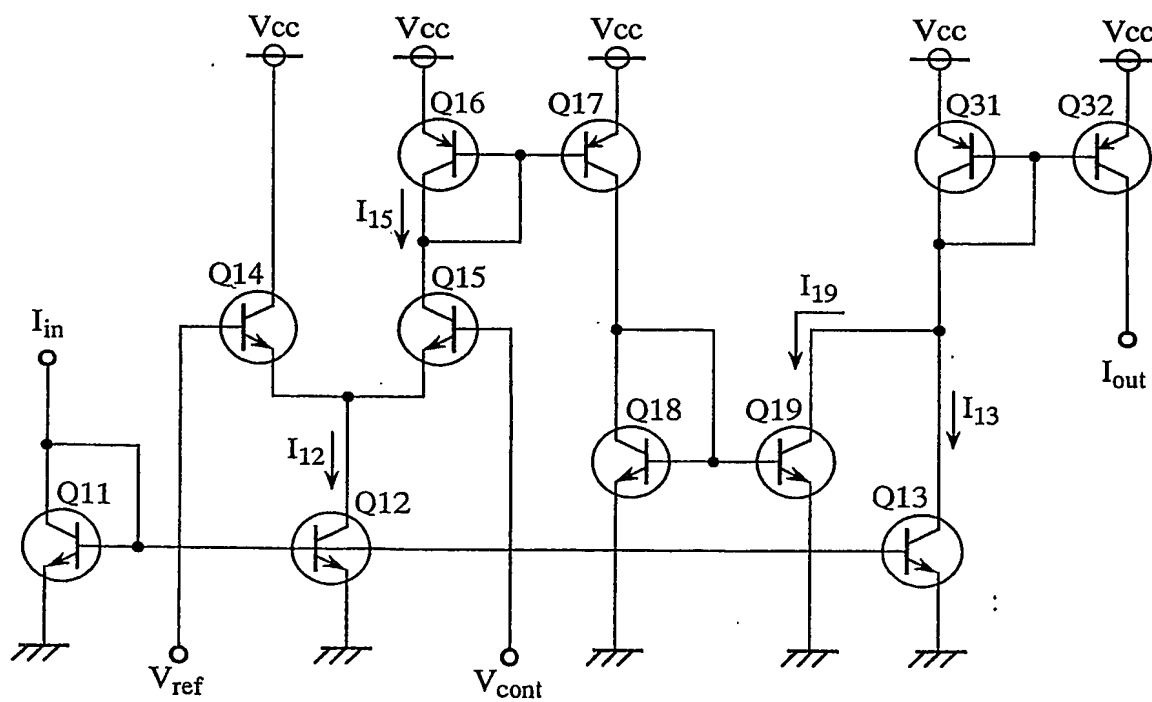 Vcc Vcc Vcc Vcc Vcc
Q16 Q17 Q31 Q32
I15
Q14 Q15 I19
Iin
Iout
Q18 Q19 I13
I12
Q11 Q12 Q13
Vref Vcont